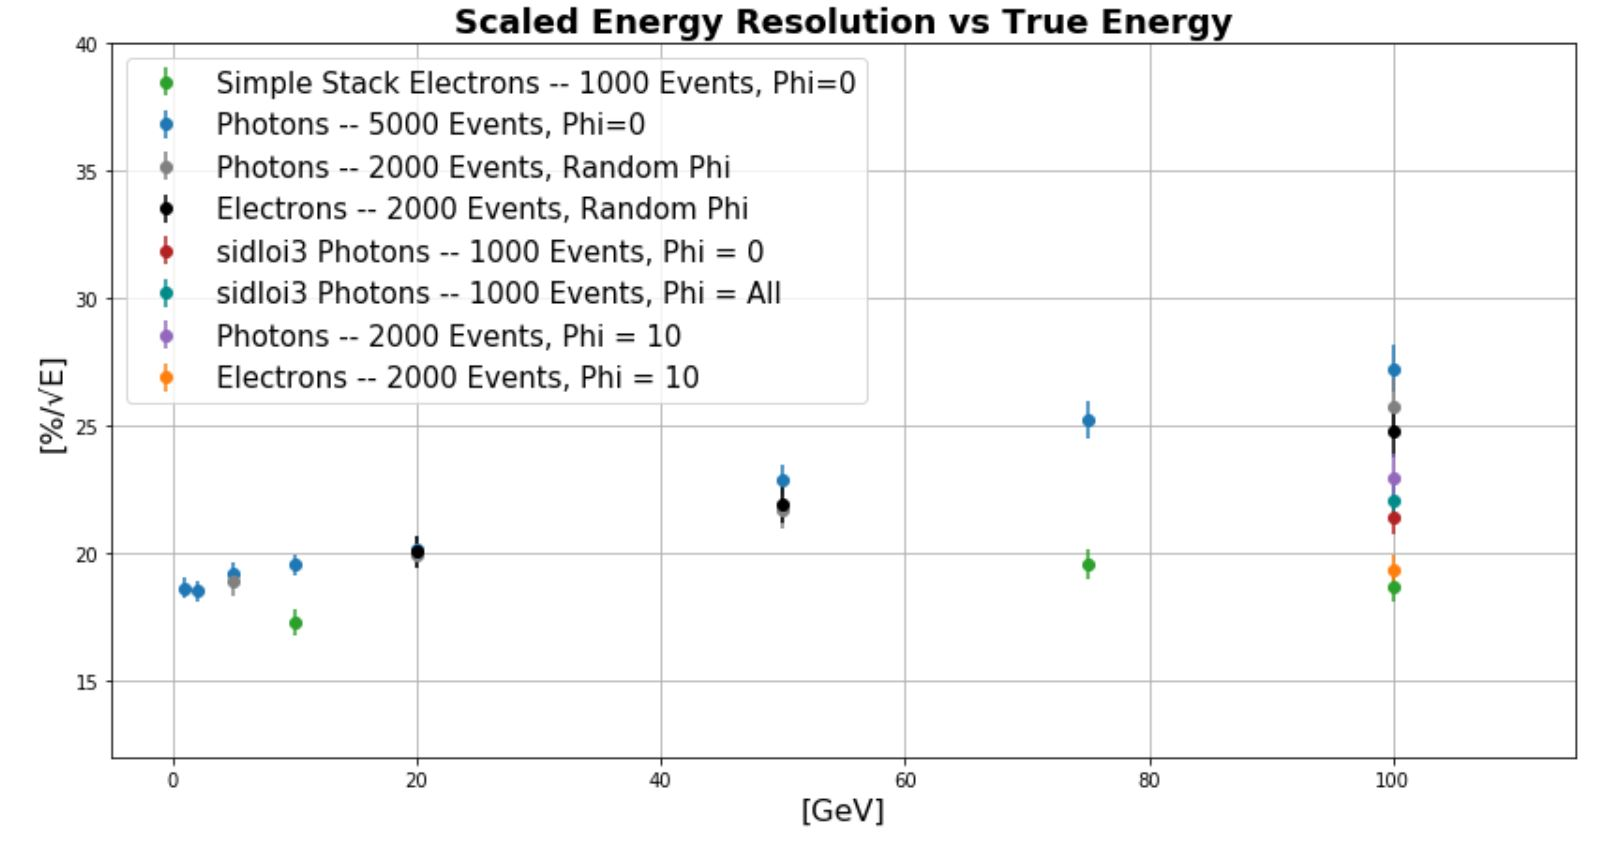 Scaled Energy Resolution vs True Energy
40
35
30
25
20
15
[%/√E]
Simple Stack Electrons -- 1000 Events, Phi=0
Photons -- 5000 Events, Phi=0
Photons -- 2000 Events, Random Phi
Electrons -- 2000 Events, Random Phi
sidloi3 Photons -- 1000 Events, Phi = 0
sidloi3 Photons -- 1000 Events, Phi = All
Photons -- 2000 Events, Phi = 10
Electrons -- 2000 Events, Phi = 10
0 20 40 60 80 100
[GeV]